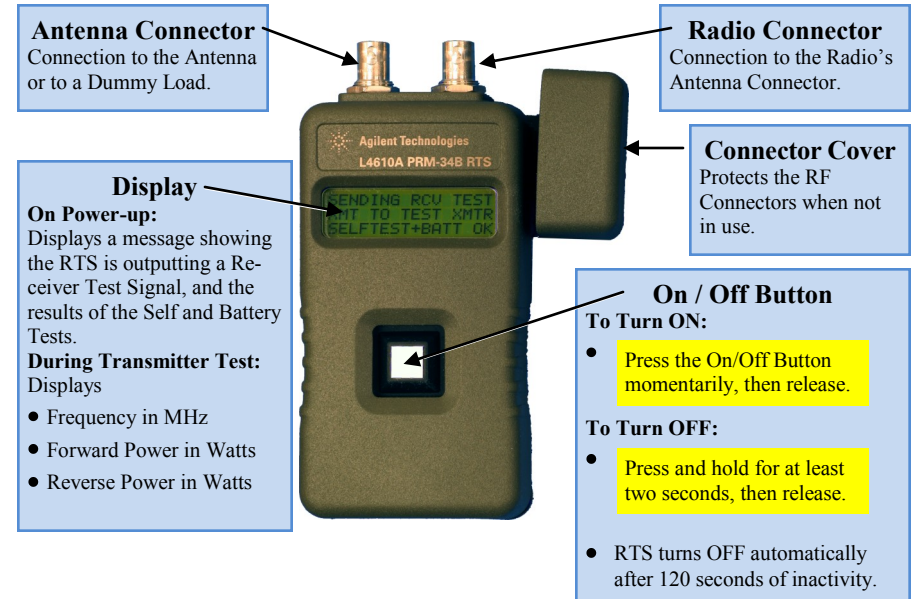 Antenna Connector
Connection to the Antenna
or to a Dummy Load.
Radio Connector
Connection to the Radio’s
Antenna Connector.
Agilent Technologies
L4610A PRM-34B RTS
Connector Cover
Protects the RF
Connectors when not
in use.
Display
On Power-up:
Displays a message showing
the RTS is outputting a Re-
ceiver Test Signal, and the
results of the Self and Battery
Tests.
During Transmitter Test:
Displays
• Frequency in MHz
• Forward Power in Watts
• Reverse Power in Watts
SENDING RCV TEST
XMT TO TEST XMTR
SELFTEST+BATT OK
On / Off Button
To Turn ON:
• Press the On/Off Button
momentarily, then release.
To Turn OFF:
• Press and hold for at least
two seconds, then release.
• RTS turns OFF automatically
after 120 seconds of inactivity.